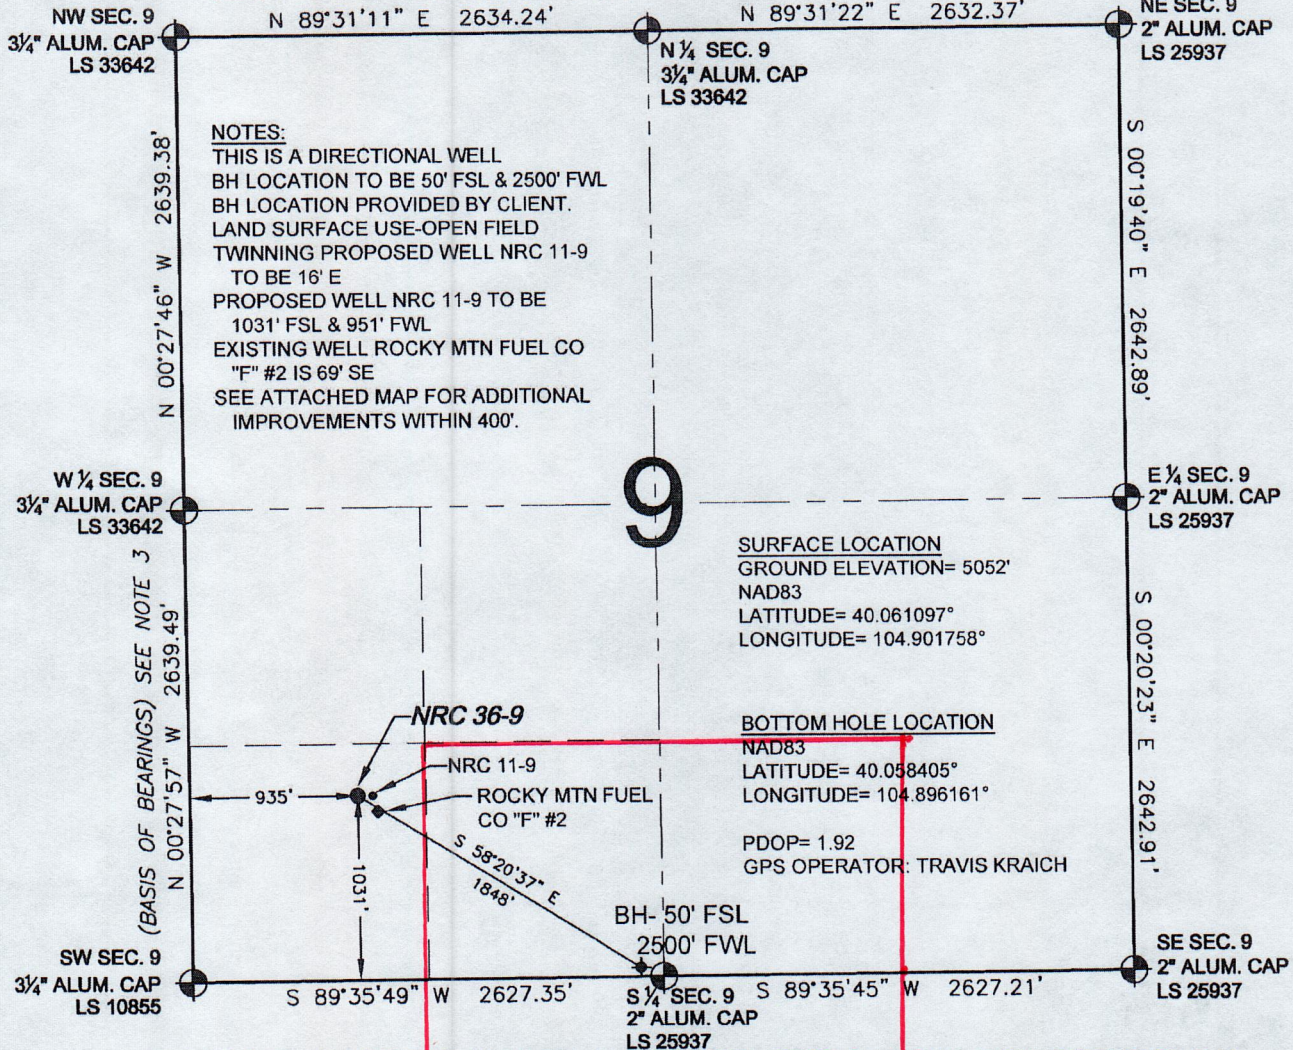 NW SEC. 9
3¼" ALUM. CAP
LS 33642
N 89°31'11" E 2634.24'
N ¼ SEC. 9
3¼" ALUM. CAP
LS 33642
N 89°31'22" E 2632.37'
NE SEC. 9
2" ALUM. CAP
LS 25937
N 00°27'46" W 2639.38'
NOTES:
THIS IS A DIRECTIONAL WELL
BH LOCATION TO BE 50' FSL & 2500' FWL
BH LOCATION PROVIDED BY CLIENT.
LAND SURFACE USE-OPEN FIELD
TWINNING PROPOSED WELL NRC 11-9
TO BE 16' E
PROPOSED WELL NRC 11-9 TO BE
1031' FSL & 951' FWL
EXISTING WELL ROCKY MTN FUEL CO
"F" #2 IS 69' SE
SEE ATTACHED MAP FOR ADDITIONAL
IMPROVEMENTS WITHIN 400'.
S 00°19'40" E 2642.89'
W ¼ SEC. 9
3¼" ALUM. CAP
LS 33642
9
E ¼ SEC. 9
2" ALUM. CAP
LS 25937
SURFACE LOCATION
GROUND ELEVATION= 5052'
NAD83
LATITUDE= 40.061097°
LONGITUDE= 104.901758°
(BASIS OF BEARINGS) SEE NOTE 3
N 00°27'57" W 2639.49'
S 00°20'23" E 2642.91'
NRC 36-9
NRC 11-9
ROCKY MTN FUEL
CO "F" #2
935'
1031'
S 58°20'37" E
1848'
BOTTOM HOLE LOCATION
NAD83
LATITUDE= 40.058405°
LONGITUDE= 104.896161°
PDOP= 1.92
GPS OPERATOR: TRAVIS KRAICH
BH- 50' FSL
2500' FWL
SW SEC. 9
3¼" ALUM. CAP
LS 10855
S 89°35'49" W 2627.35'
S ¼ SEC. 9
2" ALUM. CAP
LS 25937
S 89°35'45" W 2627.21'
SE SEC. 9
2" ALUM. CAP
LS 25937